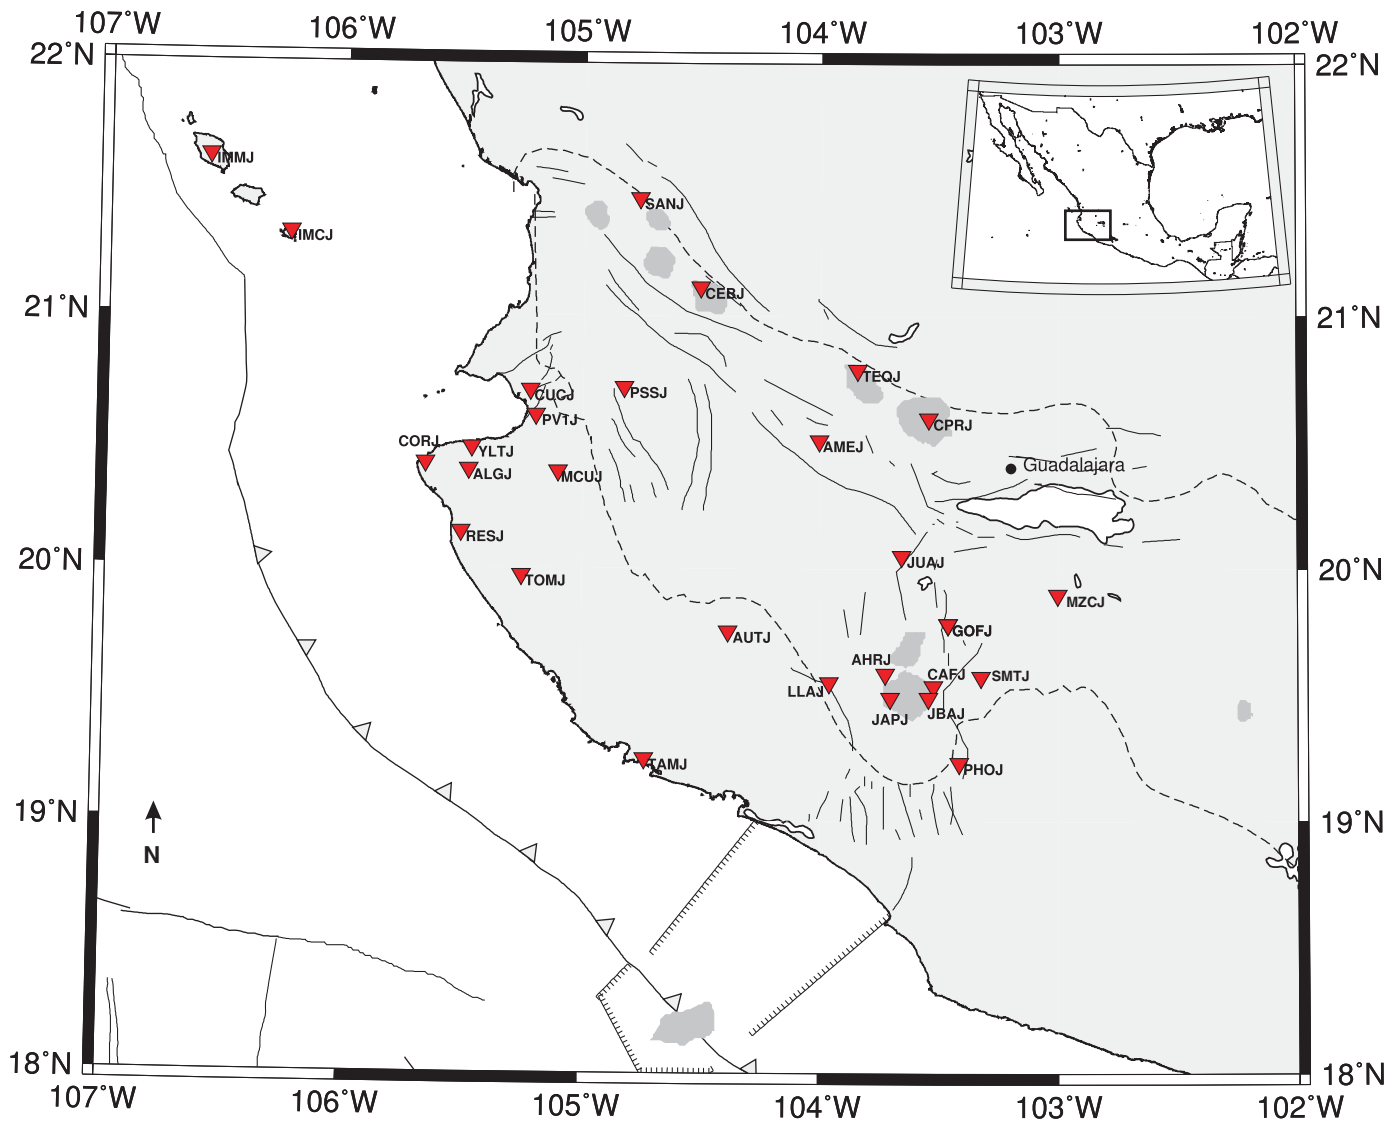 107˚W 106˚W 105˚W 104˚W 103˚W 102˚W
22˚N 22˚N
IMMJ
SANJ
IMCJ
CEBJ
21˚N 21˚N
TEQJ
CUCJ PSSJ
PVTJ CPRJ
CORJ YLTJ AMEJ
ALGJ MCUJ Guadalajara
RESJ
JUAJ
20˚N 20˚N
TOMJ
MZCJ
AUTJ GOFJ
AHRJ CAFJ SMTJ
LLAJ
JAPJ JBAJ
TAMJ PHOJ
19˚N 19˚N
N
18˚N 18˚N
107˚W 106˚W 105˚W 104˚W 103˚W 102˚W